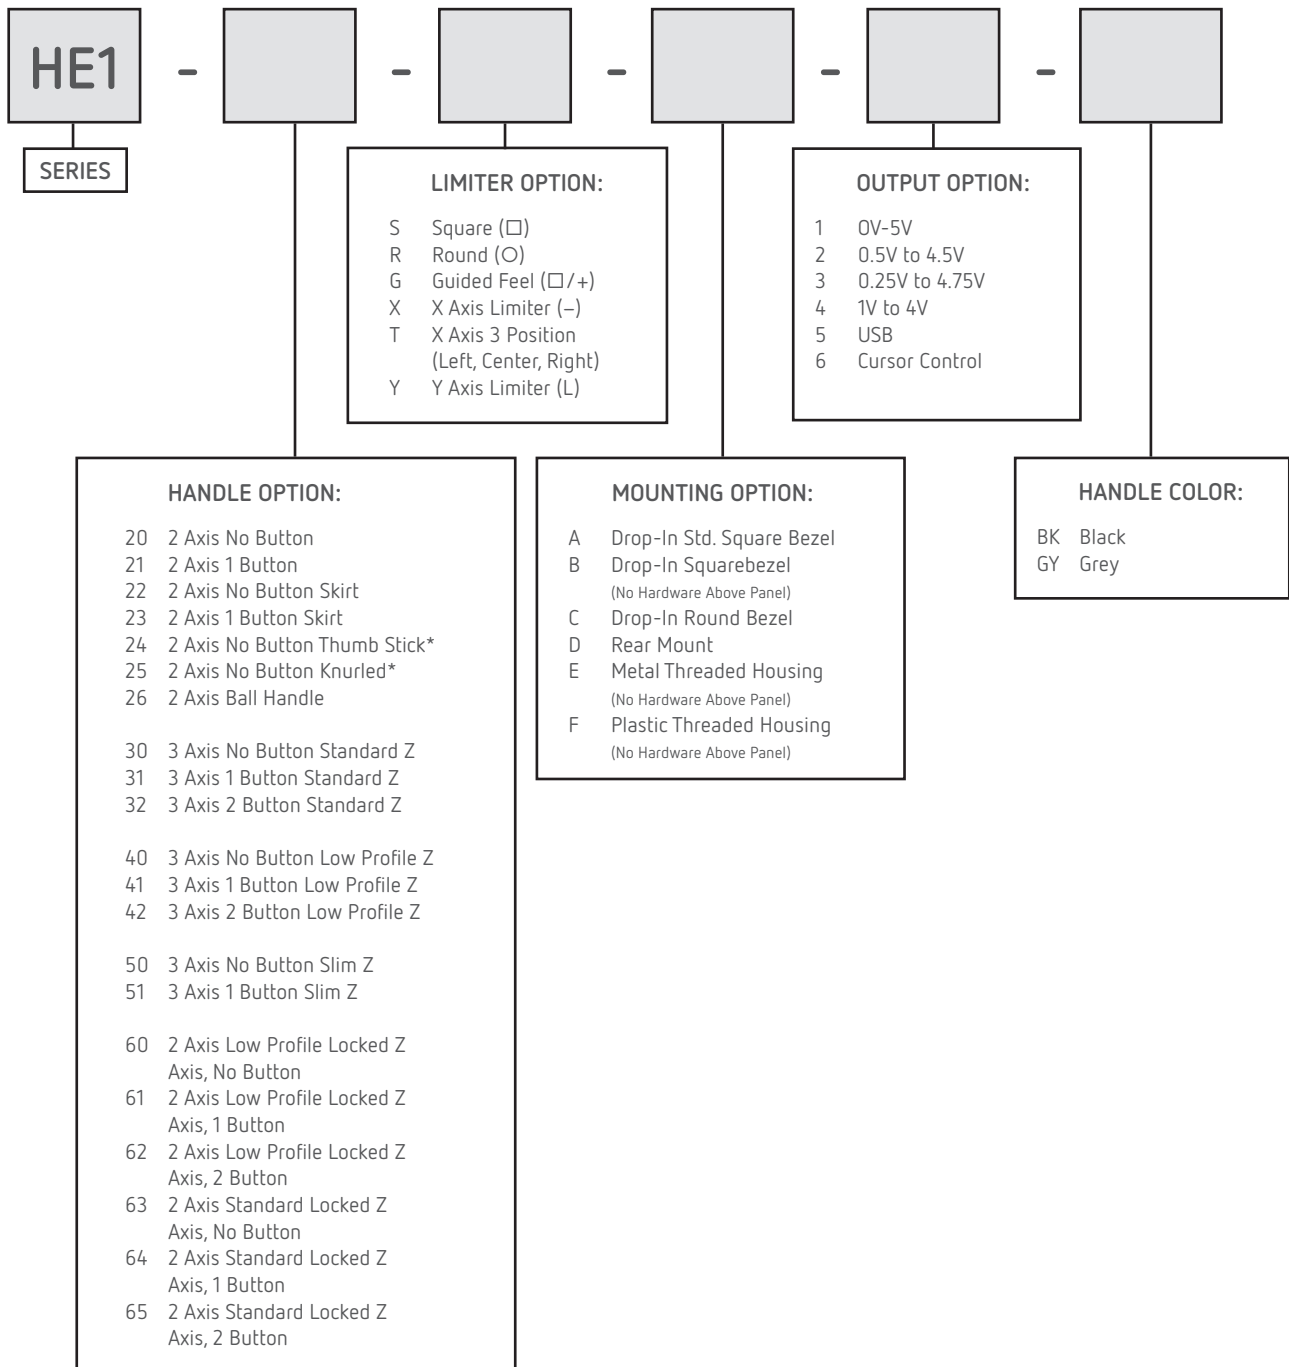 HE1 - - - - -
SERIES
LIMITER OPTION:
S Square (□)
R Round (○)
G Guided Feel (□/+)
X X Axis Limiter (–)
T X Axis 3 Position
(Left, Center, Right)
Y Y Axis Limiter (L)
OUTPUT OPTION:
1 0V-5V
2 0.5V to 4.5V
3 0.25V to 4.75V
4 1V to 4V
5 USB
6 Cursor Control
HANDLE OPTION:
20 2 Axis No Button
21 2 Axis 1 Button
22 2 Axis No Button Skirt
23 2 Axis 1 Button Skirt
24 2 Axis No Button Thumb Stick*
25 2 Axis No Button Knurled*
26 2 Axis Ball Handle
30 3 Axis No Button Standard Z
31 3 Axis 1 Button Standard Z
32 3 Axis 2 Button Standard Z
40 3 Axis No Button Low Profile Z
41 3 Axis 1 Button Low Profile Z
42 3 Axis 2 Button Low Profile Z
50 3 Axis No Button Slim Z
51 3 Axis 1 Button Slim Z
60 2 Axis Low Profile Locked Z
Axis, No Button
61 2 Axis Low Profile Locked Z
Axis, 1 Button
62 2 Axis Low Profile Locked Z
Axis, 2 Button
63 2 Axis Standard Locked Z
Axis, No Button
64 2 Axis Standard Locked Z
Axis, 1 Button
65 2 Axis Standard Locked Z
Axis, 2 Button
MOUNTING OPTION:
A Drop-In Std. Square Bezel
B Drop-In Squarebezel
(No Hardware Above Panel)
C Drop-In Round Bezel
D Rear Mount
E Metal Threaded Housing
(No Hardware Above Panel)
F Plastic Threaded Housing
(No Hardware Above Panel)
HANDLE COLOR:
BK Black
GY Grey